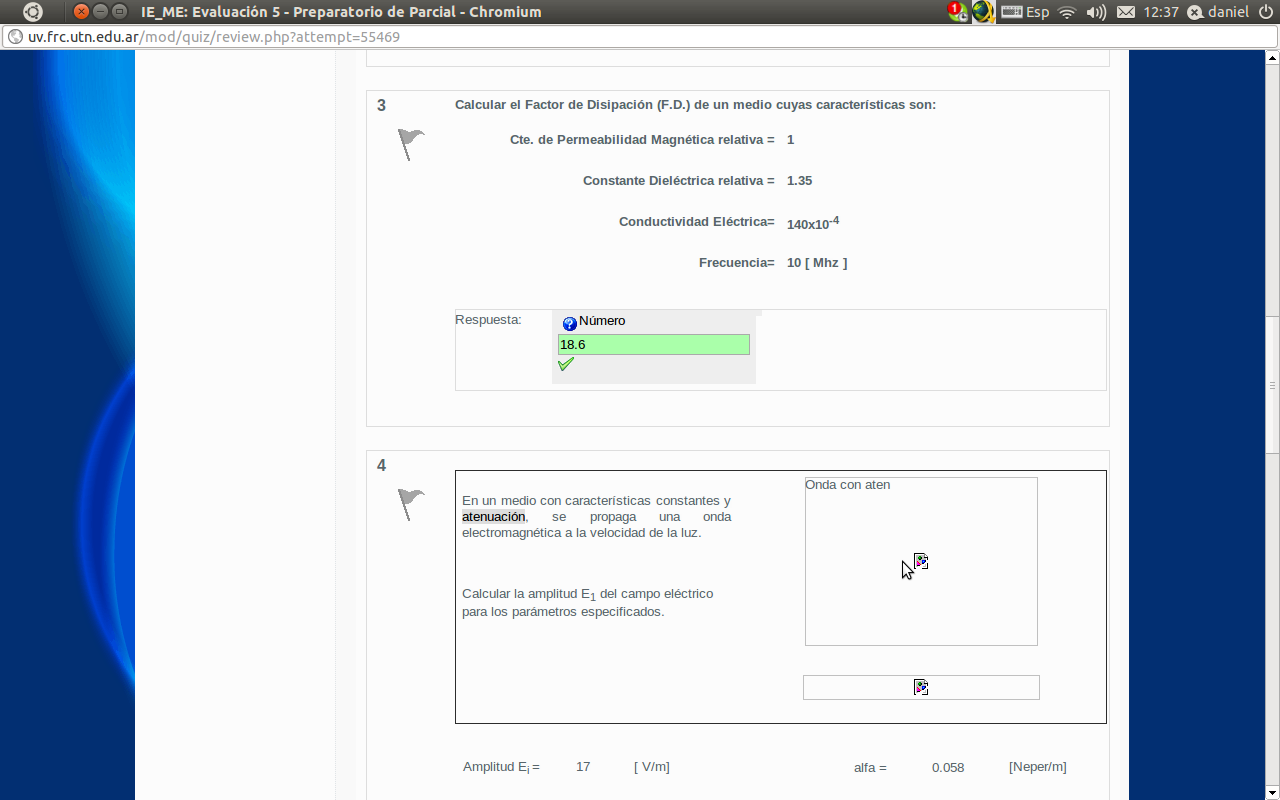 IE_ME: Evaluación 5 - Preparatorio de Parcial - Chromium
1
Esp
12:37
daniel
uv.frc.utn.edu.ar/mod/quiz/review.php?attempt=55469
3
Calcular el Factor de Disipación (F.D.) de un medio cuyas características son:
Cte. de Permeabilidad Magnética relativa = 1
Constante Dieléctrica relativa = 1.35
Conductividad Eléctrica= 140x10-4
Frecuencia= 10 [ Mhz ]
Respuesta:
Número
18.6
4
En un medio con características constantes y
atenuación, se propaga una onda
electromagnética a la velocidad de la luz.
Calcular la amplitud E1 del campo eléctrico
para los parámetros especificados.
Onda con aten
Amplitud Ei = 17 [ V/m] alfa = 0.058 [Neper/m]